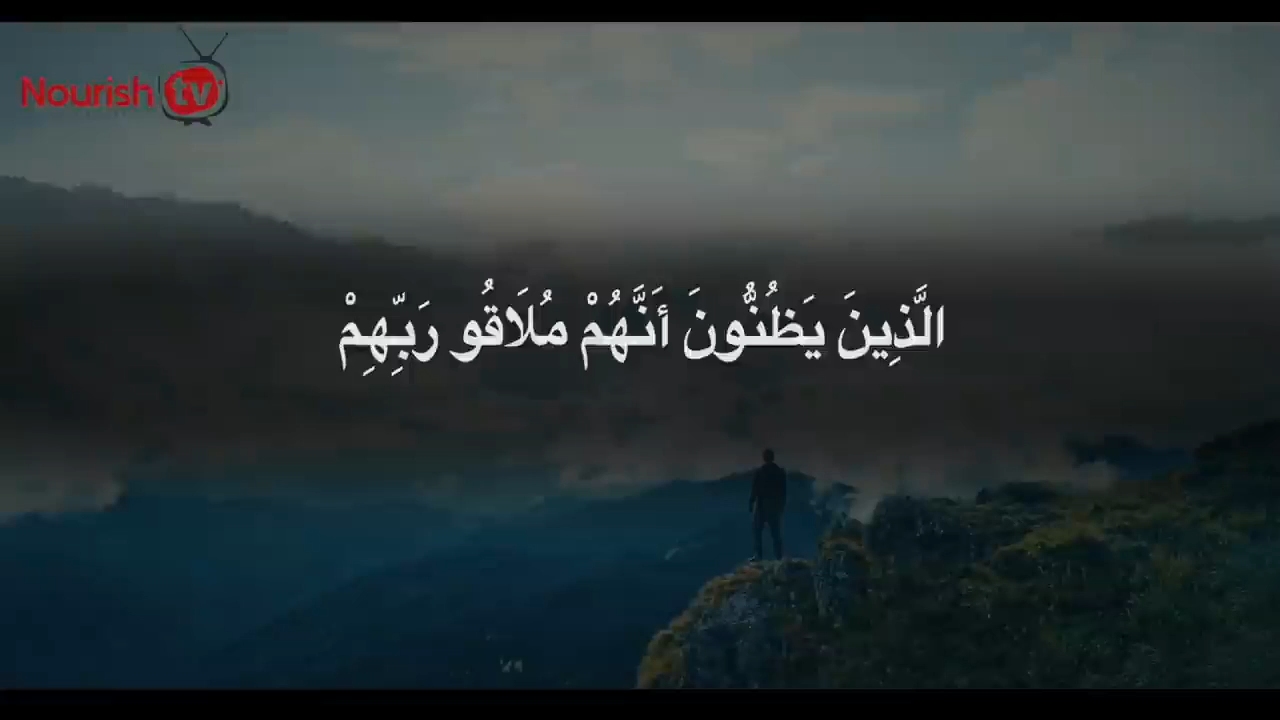 Nourish tv
الَّذِينَ يَظُنُّونَ أَنَّهُمْ مُلَاقُو رَبِّهِمْ